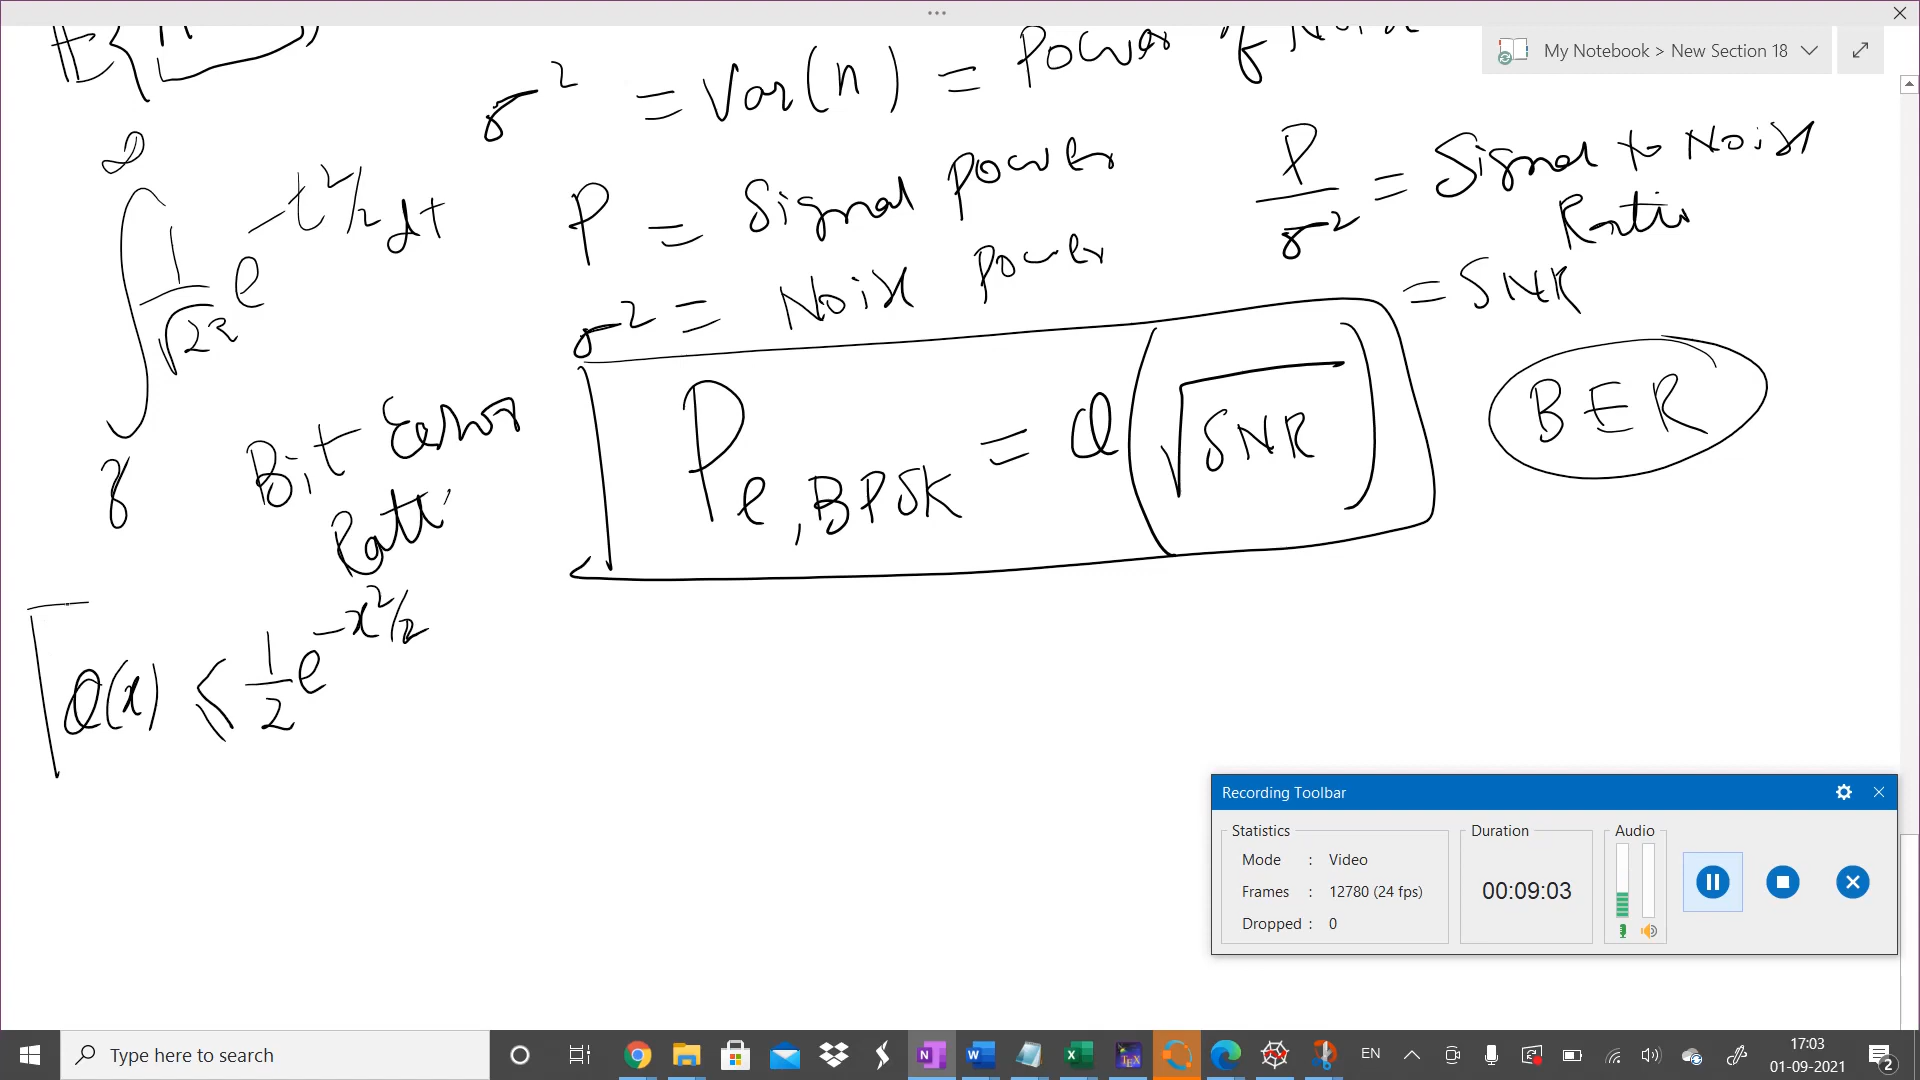 My Notebook > New Section 18
σ² = Var(n) = Power of Noise
∞
∫ 1/√2π e^(-t²/2) dt
γ
P = Signal Power
σ² = Noise Power
P/σ² = Signal to Noise
Ratio
= SNR
Bit Error
P_e,BPSK = Q(√SNR)
BER
Q(x) ≤ 1/2 e^(-x²/2)
Recording Toolbar
Statistics
Mode : Video
Frames : 12780 (24 fps)
Dropped : 0
Duration
00:09:03
Audio
Type here to search
EN
17:03
01-09-2021
2